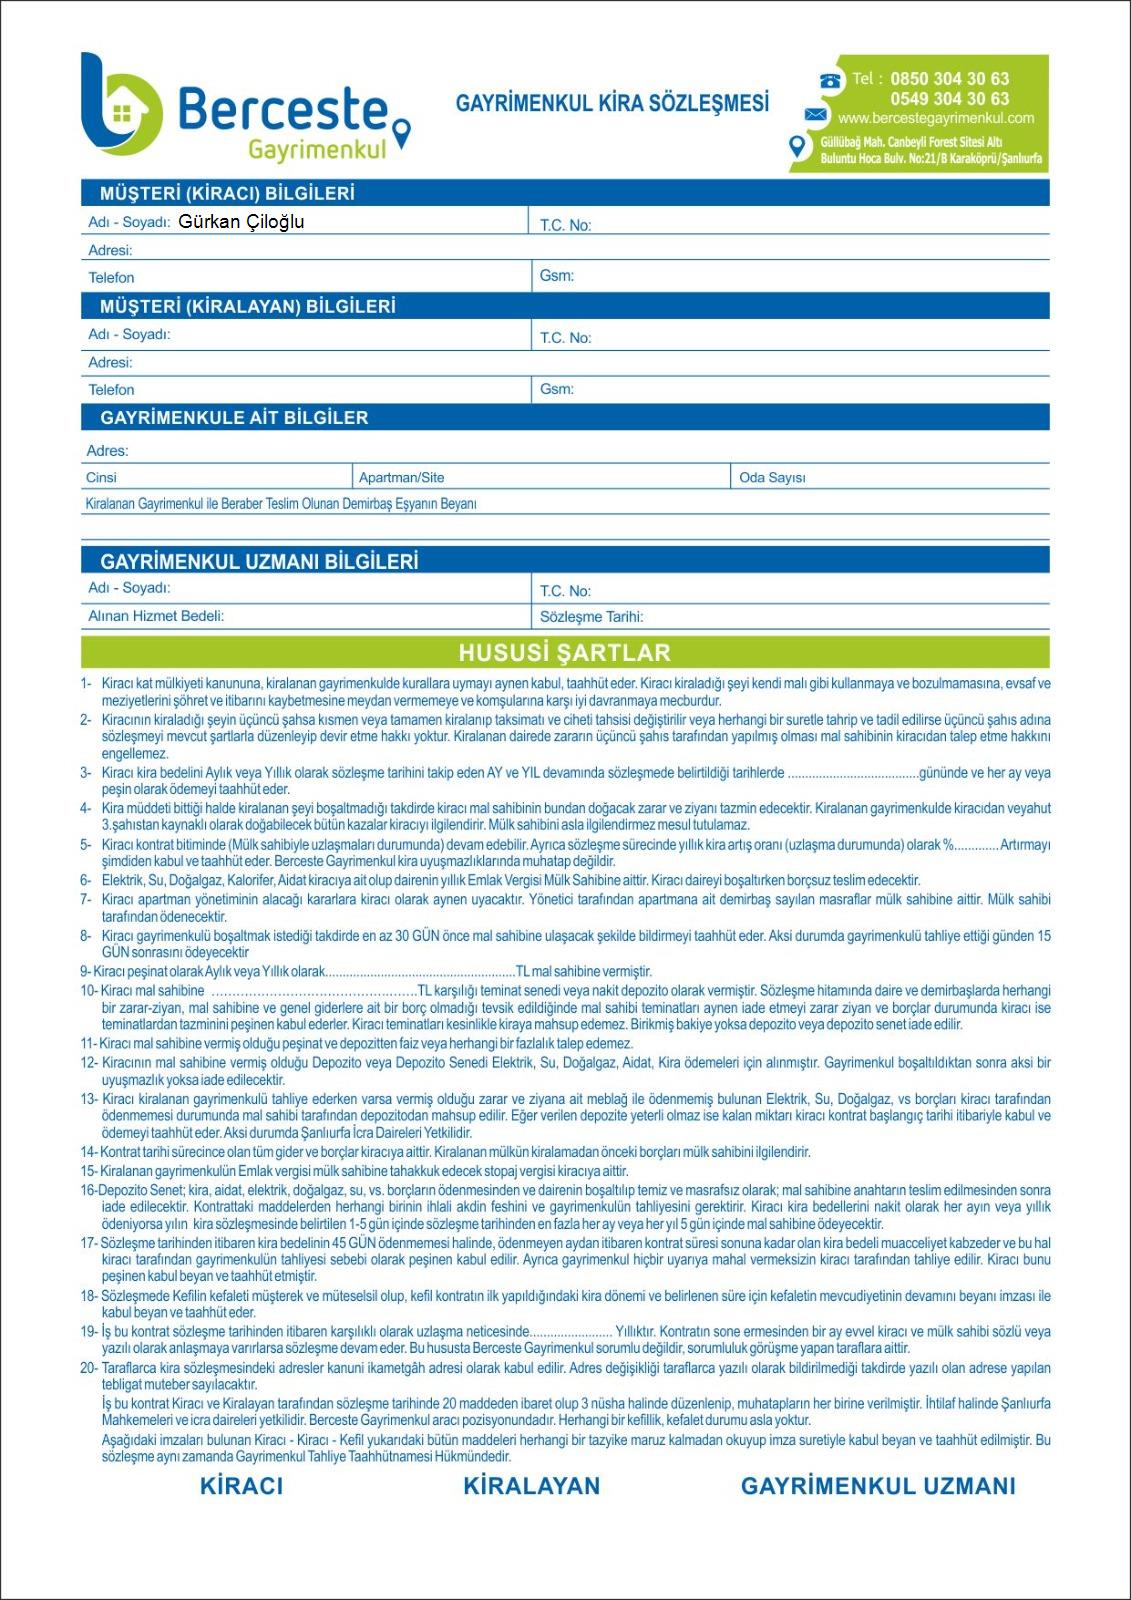 Berceste
Gayrimenkul
GAYRİMENKUL KİRA SÖZLEŞMESİ
Tel : 0850 304 30 63
0549 304 30 63
www.bercestegayrimenkul.com
Güllübağ Mah. Canbeyli Forest Sitesi Altı
Buluntu Hoca Bulv. No:21/B Karaköprü/Şanlıurfa
MÜŞTERİ (KİRACI) BİLGİLERİ
Adı - Soyadı: Gürkan Çiloğlu T.C. No:
Adresi:
Telefon Gsm:
MÜŞTERİ (KİRALAYAN) BİLGİLERİ
Adı - Soyadı: T.C. No:
Adresi:
Telefon Gsm:
GAYRİMENKULE AİT BİLGİLER
Adres:
Cinsi Apartman/Site Oda Sayısı
Kiralanan Gayrimenkul ile Beraber Teslim Olunan Demirbaş Eşyanın Beyanı
GAYRİMENKUL UZMANI BİLGİLERİ
Adı - Soyadı: T.C. No:
Alınan Hizmet Bedeli: Sözleşme Tarihi:
HUSUSİ ŞARTLAR
1- Kiracı kat mülkiyeti kanununa, kiralanan gayrimenkulde kurallara uymayı aynen kabul, taahhüt eder. Kiracı kiraladığı şeyi kendi malı gibi kullanmaya ve bozulmamasına, evsaf ve
meziyetlerini şöhret ve itibarını kaybetmesine meydan vermemeye ve komşularına karşı iyi davranmaya mecburdur.
2- Kiracının kiraladığı şeyin üçüncü şahsa kısmen veya tamamen kiralanıp taksimatı ve ciheti tahsisi değiştirilir veya herhangi bir suretle tahrip ve tadil edilirse üçüncü şahıs adına
sözleşmeyi mevcut şartlarla düzenleyip devir etme hakkı yoktur. Kiralanan dairede zararın üçüncü şahıs tarafından yapılmış olması mal sahibinin kiracıdan talep etme hakkını
engellemez.
3- Kiracı kira bedelini Aylık veya Yıllık olarak sözleşme tarihini takip eden AY ve YIL devamında sözleşmede belirtildiği tarihlerde ......................................gününde ve her ay veya
peşin olarak ödemeyi taahhüt eder.
4- Kira müddeti bittiği halde kiralanan şeyi boşaltmadığı takdirde kiracı mal sahibinin bundan doğacak zarar ve ziyanı tazmin edecektir. Kiralanan gayrimenkulde kiracıdan veyahut
3.şahıstan kaynaklı olarak doğabilecek bütün kazalar kiracıyı ilgilendirir. Mülk sahibini asla ilgilendirmez mesul tutulamaz.
5- Kiracı kontrat bitiminde (Mülk sahibiyle uzlaşmaları durumunda) devam edebilir. Ayrıca sözleşme sürecinde yıllık kira artış oranı (uzlaşma durumunda) olarak %.............Artırmayı
şimdiden kabul ve taahhüt eder. Berceste Gayrimenkul kira uyuşmazlıklarında muhatap değildir.
6- Elektrik, Su, Doğalgaz, Kalorifer, Aidat kiracıya ait olup dairenin yıllık Emlak Vergisi Mülk Sahibine aittir. Kiracı daireyi boşaltırken borçsuz teslim edecektir.
7- Kiracı apartman yönetiminin alacağı kararlara kiracı olarak aynen uyacaktır. Yönetici tarafından apartmana ait demirbaş sayılan masraflar mülk sahibine aittir. Mülk sahibi
tarafından ödenecektir.
8- Kiracı gayrimenkulü boşaltmak istediği takdirde en az 30 GÜN önce mal sahibine ulaşacak şekilde bildirmeyi taahhüt eder. Aksi durumda gayrimenkulü tahliye ettiği günden 15
GÜN sonrasını ödeyecektir
9- Kiracı peşinat olarak Aylık veya Yıllık olarak.......................................................TL mal sahibine vermiştir.
10- Kiracı mal sahibine ................................................TL karşılığı teminat senedi veya nakit depozito olarak vermiştir. Sözleşme hitamında daire ve demirbaşlarda herhangi
bir zarar-ziyan, mal sahibine ve genel giderlere ait bir borç olmadığı tevsik edildiğinde mal sahibi teminatları aynen iade etmeyi zarar ziyan ve borçlar durumunda kiracı ise
teminatlardan tazminini peşinen kabul ederler. Kiracı teminatları kesinlikle kiraya mahsup edemez. Birikmiş bakiye yoksa depozito veya depozito senet iade edilir.
11- Kiracı mal sahibine vermiş olduğu peşinat ve depozitten faiz veya herhangi bir fazlalık talep edemez.
12- Kiracının mal sahibine vermiş olduğu Depozito veya Depozito Senedi Elektrik, Su, Doğalgaz, Aidat, Kira ödemeleri için alınmıştır. Gayrimenkul boşaltıldıktan sonra aksi bir
uyuşmazlık yoksa iade edilecektir.
13- Kiracı kiralanan gayrimenkulü tahliye ederken varsa vermiş olduğu zarar ve ziyana ait meblağ ile ödenmemiş bulunan Elektrik, Su, Doğalgaz, vs borçları kiracı tarafından
ödenmemesi durumunda mal sahibi tarafından depozitodan mahsup edilir. Eğer verilen depozite yeterli olmaz ise kalan miktarı kiracı kontrat başlangıç tarihi itibariyle kabul ve
ödemeyi taahhüt eder. Aksi durumda Şanlıurfa İcra Daireleri Yetkilidir.
14- Kontrat tarihi sürecince olan tüm gider ve borçlar kiracıya aittir. Kiralanan mülkün kiralamadan önceki borçları mülk sahibini ilgilendirir.
15- Kiralanan gayrimenkulün Emlak vergisi mülk sahibine tahakkuk edecek stopaj vergisi kiracıya aittir.
16-Depozito Senet; kira, aidat, elektrik, doğalgaz, su, vs. borçların ödenmesinden ve dairenin boşaltılıp temiz ve masrafsız olarak; mal sahibine anahtarın teslim edilmesinden sonra
iade edilecektir. Kontrattaki maddelerden herhangi birinin ihlali akdin feshini ve gayrimenkulün tahliyesini gerektirir. Kiracı kira bedellerini nakit olarak her ayın veya yıllık
ödeniyorsa yılın kira sözleşmesinde belirtilen 1-5 gün içinde sözleşme tarihinden en fazla her ay veya her yıl 5 gün içinde mal sahibine ödeyecektir.
17- Sözleşme tarihinden itibaren kira bedelinin 45 GÜN ödenmemesi halinde, ödenmeyen aydan itibaren kontrat süresi sonuna kadar olan kira bedeli muacceliyet kabzeder ve bu hal
kiracı tarafından gayrimenkulün tahliyesi sebebi olarak peşinen kabul edilir. Ayrıca gayrimenkul hiçbir uyarıya mahal vermeksizin kiracı tarafından tahliye edilir. Kiracı bunu
peşinen kabul beyan ve taahhüt etmiştir.
18- Sözleşmede Kefilin kefaleti müşterek ve müteselsil olup, kefil kontratın ilk yapıldığındaki kira dönemi ve belirlenen süre için kefaletin mevcudiyetinin devamını beyanı imzası ile
kabul beyan ve taahhüt eder.
19- İş bu kontrat sözleşme tarihinden itibaren karşılıklı olarak uzlaşma neticesinde........................ Yıllıktır. Kontratın sone ermesinden bir ay evvel kiracı ve mülk sahibi sözlü veya
yazılı olarak anlaşmaya varırlarsa sözleşme devam eder. Bu hususta Berceste Gayrimenkul sorumlu değildir, sorumluluk görüşme yapan taraflara aittir.
20- Taraflarca kira sözleşmesindeki adresler kanuni ikametgâh adresi olarak kabul edilir. Adres değişikliği taraflarca yazılı olarak bildirilmediği takdirde yazılı olan adrese yapılan
tebligat muteber sayılacaktır.
İş bu kontrat Kiracı ve Kiralayan tarafından sözleşme tarihinde 20 maddeden ibaret olup 3 nüsha halinde düzenlenip, muhatapların her birine verilmiştir. İhtilaf halinde Şanlıurfa
Mahkemeleri ve icra daireleri yetkilidir. Berceste Gayrimenkul aracı pozisyonundadır. Herhangi bir kefillik, kefalet durumu asla yoktur.
Aşağıdaki imzaları bulunan Kiracı - Kiracı - Kefil yukarıdaki bütün maddeleri herhangi bir tazyike maruz kalmadan okuyup imza suretiyle kabul beyan ve taahhüt edilmiştir. Bu
sözleşme aynı zamanda Gayrimenkul Tahliye Taahhütnamesi Hükmündedir.
KİRACI KİRALAYAN GAYRİMENKUL UZMANI